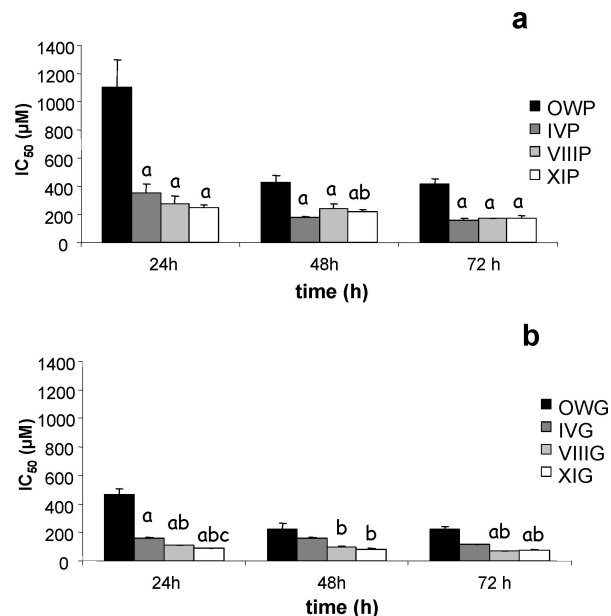 a
1400
1200
1000
800
600
400
200
0
IC50 (µM)
a a a
a a ab
a a a
OWP
IVP
VIIIP
XIP
24h 48h 72 h
time (h)
b
1400
1200
1000
800
600
400
200
0
IC50 (µM)
a ab abc
b b
ab ab
OWG
IVG
VIIIG
XIG
24h 48h 72 h
time (h)